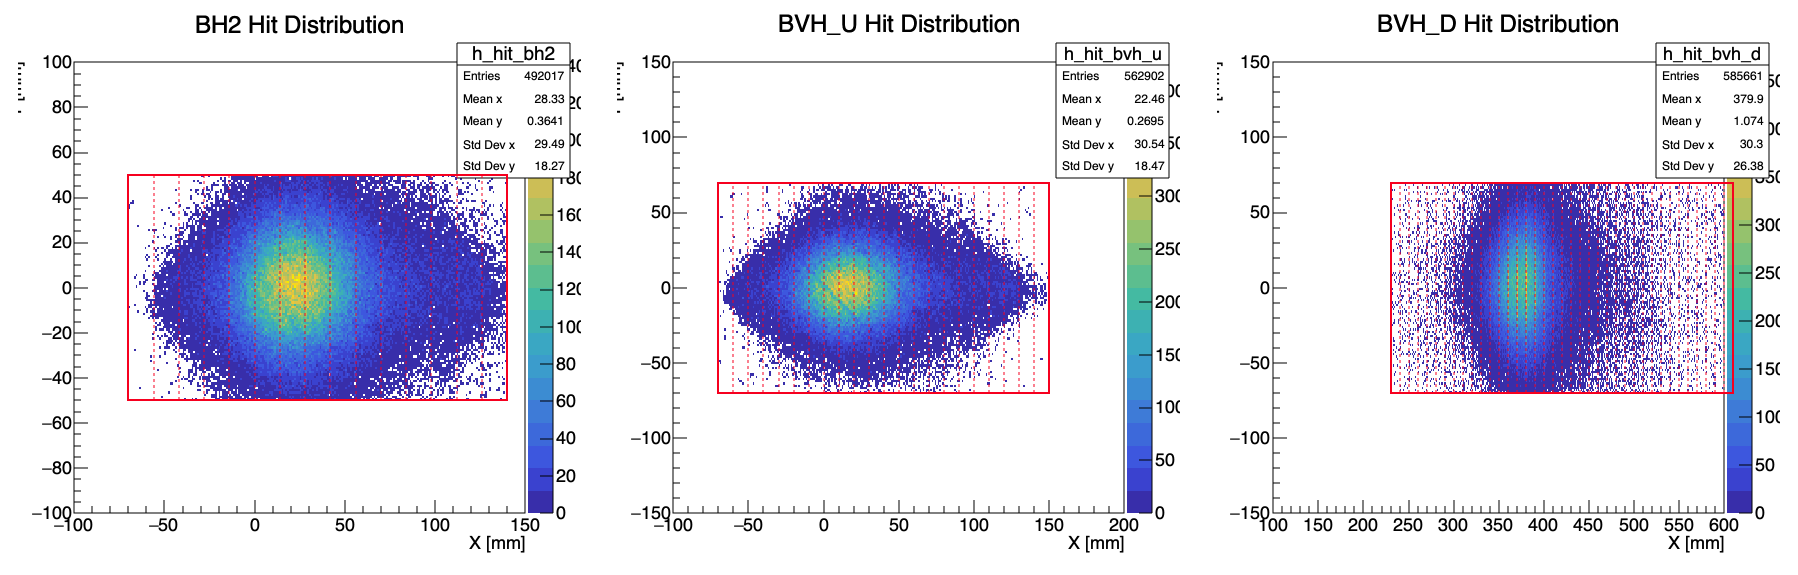 BH2 Hit Distribution
h_hit_bh2
Entries 492017
Mean x 28.33
Mean y 0.3641
Std Dev x 29.49
Std Dev y 18.27
100
80
60
40
20
0
−20
−40
−60
−80
−100
−100 −50 0 50 100 150
X [mm]
160
140
120
100
80
60
40
20
0
BVH_U Hit Distribution
h_hit_bvh_u
Entries 562902
Mean x 22.46
Mean y 0.2695
Std Dev x 30.54
Std Dev y 18.47
150
100
50
0
−50
−100
−150
−100 −50 0 50 100 150 200
X [mm]
300
250
200
150
100
50
0
BVH_D Hit Distribution
h_hit_bvh_d
Entries 585661
Mean x 379.9
Mean y 1.074
Std Dev x 30.3
Std Dev y 26.38
150
100
50
0
−50
−100
−150
100 150 200 250 300 350 400 450 500 550 600
X [mm]
350
300
250
200
150
100
50
0